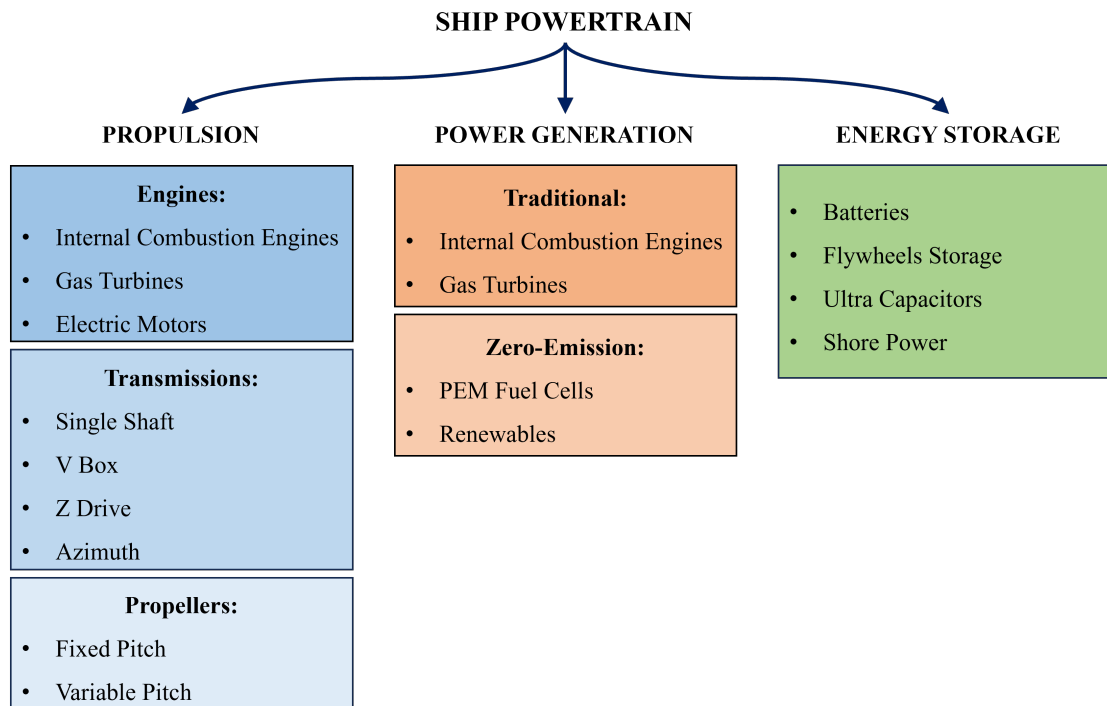 SHIP POWERTRAIN
PROPULSION
Engines:
• Internal Combustion Engines
• Gas Turbines
• Electric Motors
Transmissions:
• Single Shaft
• V Box
• Z Drive
• Azimuth
Propellers:
• Fixed Pitch
• Variable Pitch
POWER GENERATION
Traditional:
• Internal Combustion Engines
• Gas Turbines
Zero-Emission:
• PEM Fuel Cells
• Renewables
ENERGY STORAGE
• Batteries
• Flywheels Storage
• Ultra Capacitors
• Shore Power